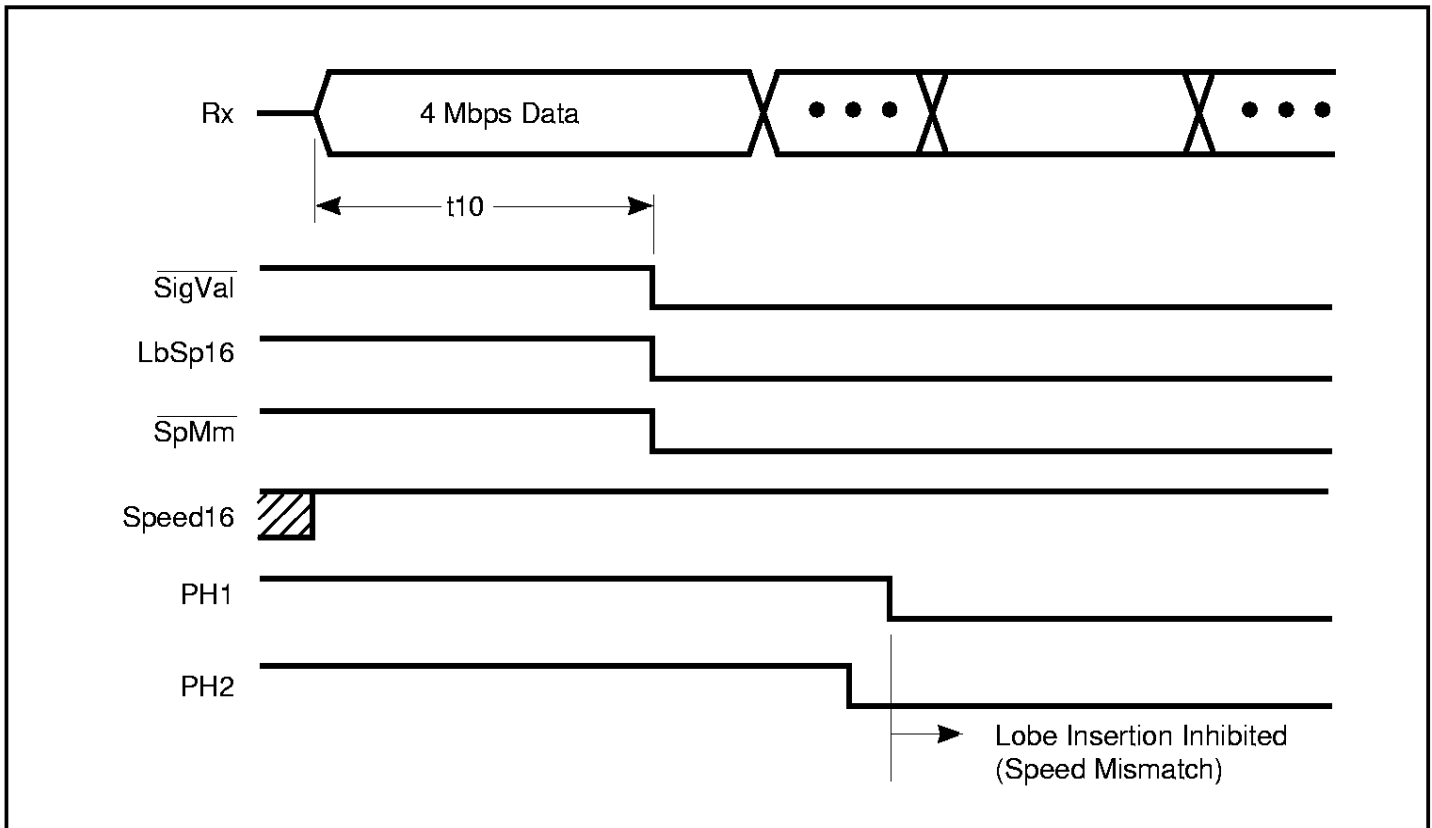 Rx
4 Mbps Data
t10
SigVal
LbSp16
SpMm
Speed16
PH1
PH2
Lobe Insertion Inhibited
(Speed Mismatch)